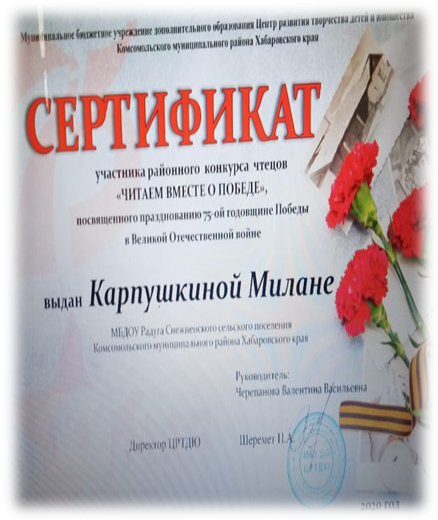 Муниципальное бюджетное учреждение дополнительного образования Центр развития творчества детей и юношества
Комсомольского муниципального района Хабаровского края
СЕРТИФИКАТ
участника районного конкурса чтецов
«ЧИТАЕМ ВМЕСТЕ О ПОБЕДЕ»,
посвященного празднованию 75-ой годовщине Победы
в Великой Отечественной войне
выдан Карпушкиной Милане
МБДОУ Радуга Снежненского сельского поселения
Комсомольского муниципального района Хабаровского края
Руководитель:
Черепанова Валентина Васильевна
Директор ЦРТДЮ Шеремет П.А.
ЦРТДЮ
2020 ГОД